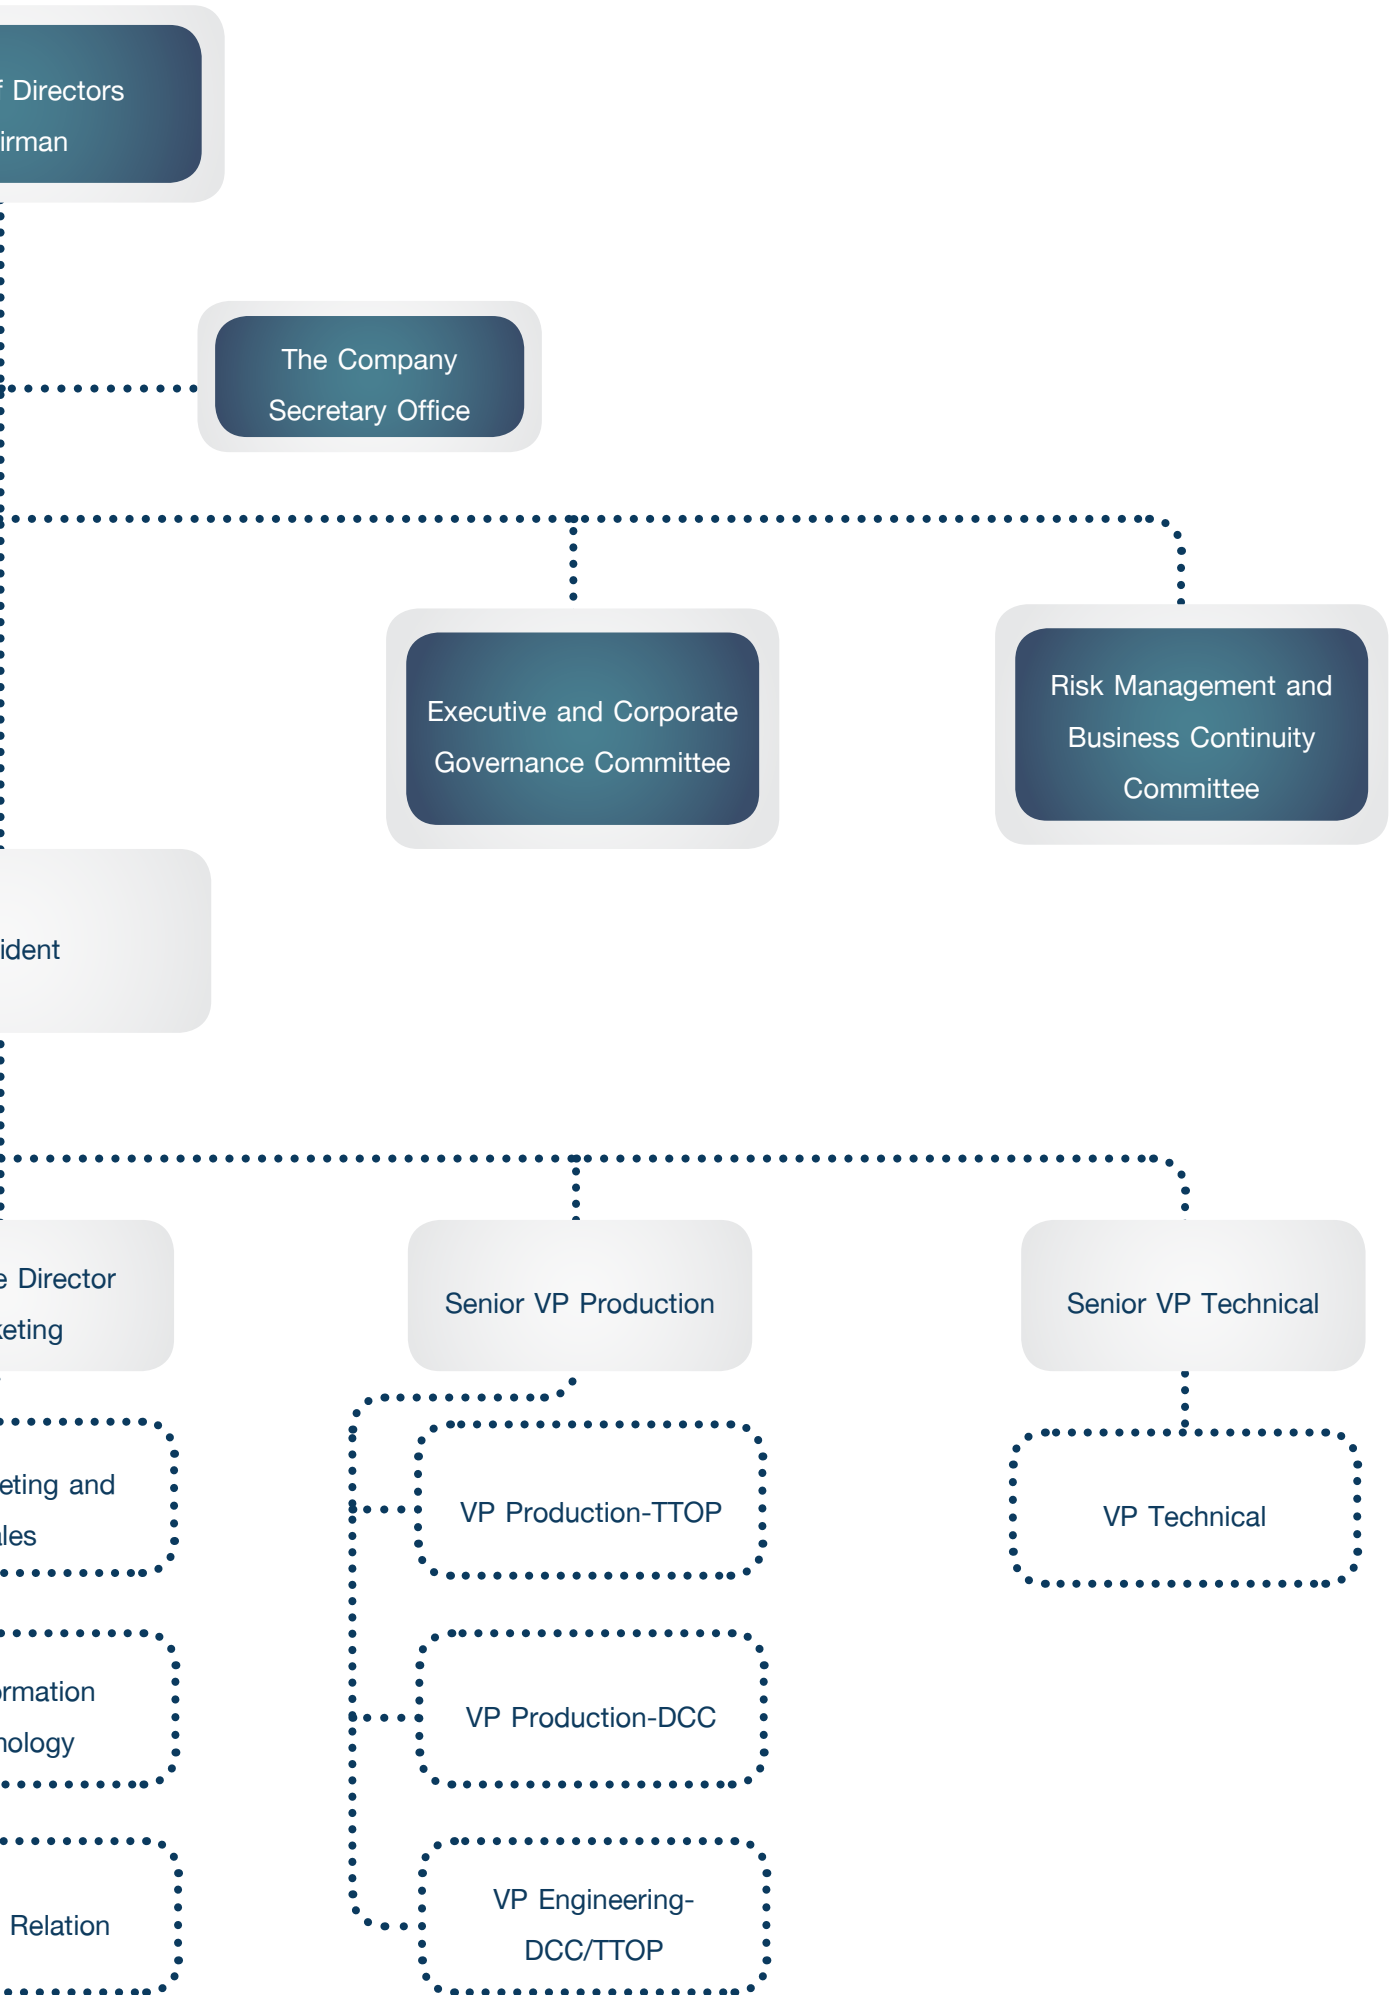 Directors
The Company
Secretary Office
Executive and Corporate
Governance Committee
Risk Management and
Business Continuity
Committee
Director
Senior VP Production
Senior VP Technical
and
VP Production-TTOP
VP Technical
VP Production-DCC
Relation
VP Engineering-
DCC/TTOP